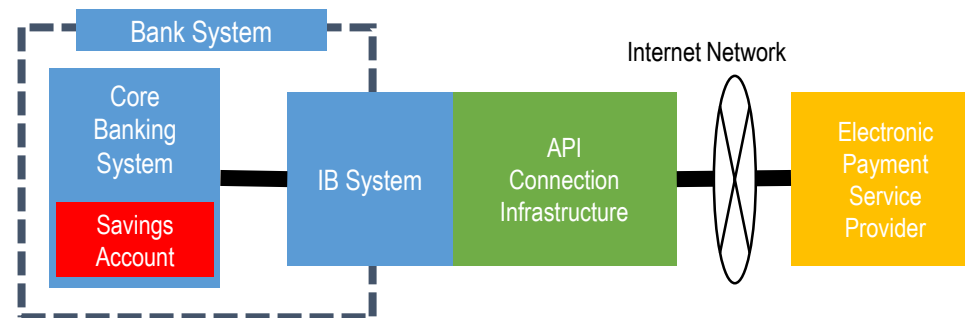 Bank System
Internet Network
Core
Banking
System
Savings
Account
IB System
API
Connection
Infrastructure
Electronic
Payment
Service
Provider